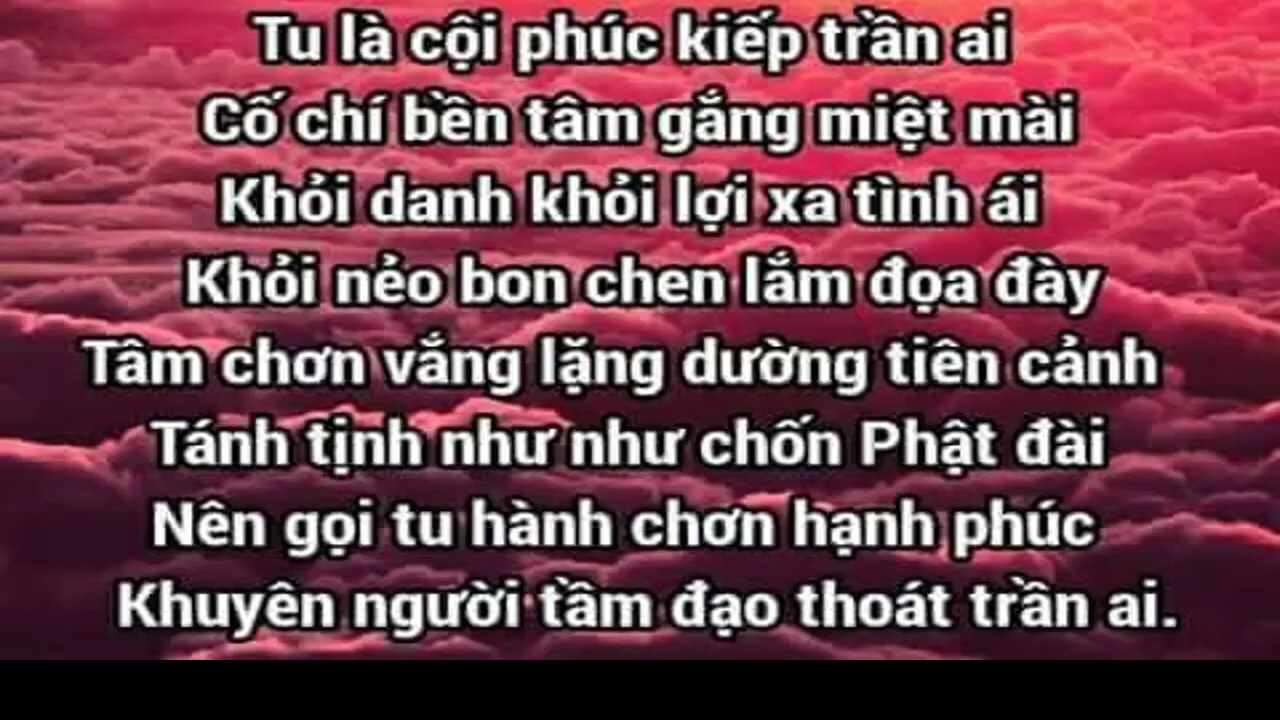 Tu là cội phúc kiếp trần ai
Cố chí bền tâm gắng miệt mài
Khỏi danh khỏi lợi xa tình ái
Khỏi nẻo bon chen lắm đọa đày
Tâm chơn vắng lặng dường tiên cảnh
Tánh tịnh như như chốn Phật đài
Nên gọi tu hành chơn hạnh phúc
Khuyên người tầm đạo thoát trần ai.